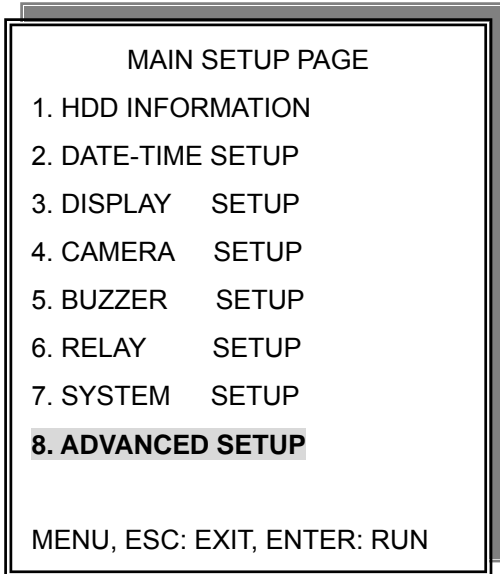 MAIN SETUP PAGE
1. HDD INFORMATION
2. DATE-TIME SETUP
3. DISPLAY SETUP
4. CAMERA SETUP
5. BUZZER SETUP
6. RELAY SETUP
7. SYSTEM SETUP
8. ADVANCED SETUP
MENU, ESC: EXIT, ENTER: RUN